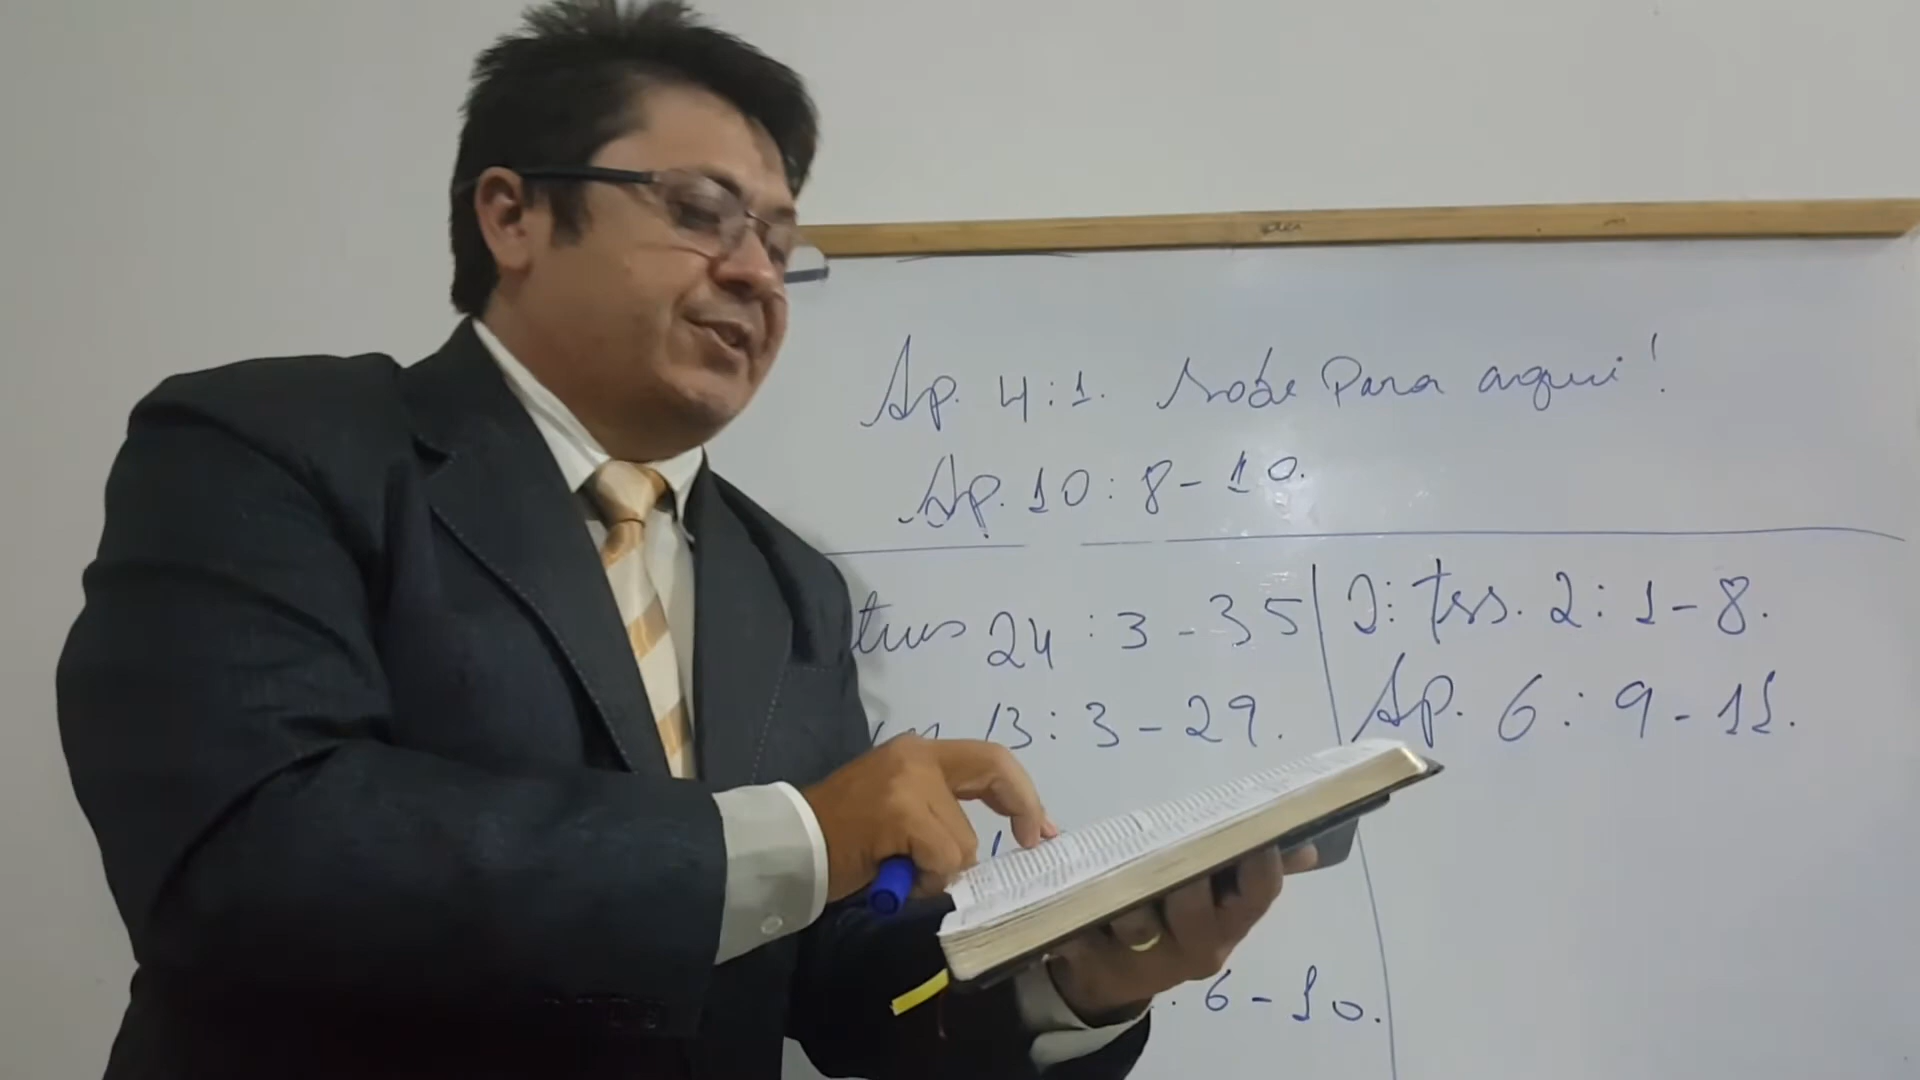 Ap. 4:1. Sobe Para aqui!
Ap. 10: 8-10.
24:3-35
13:3-29.
6-10.
I: tss. 2:1-8.
Ap. 6:9-11.